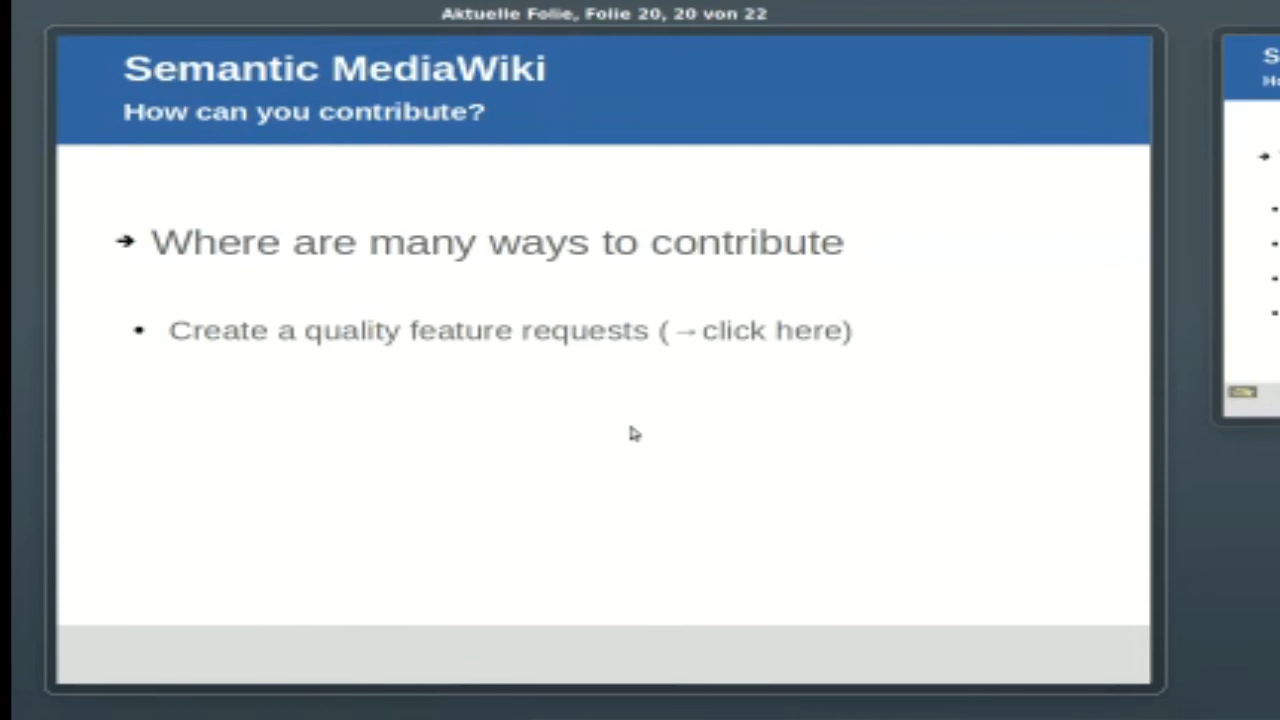 Aktuelle Folie, Folie 20, 20 von 22
Semantic MediaWiki
How can you contribute?
➔ Where are many ways to contribute
• Create a quality feature requests (→click here)